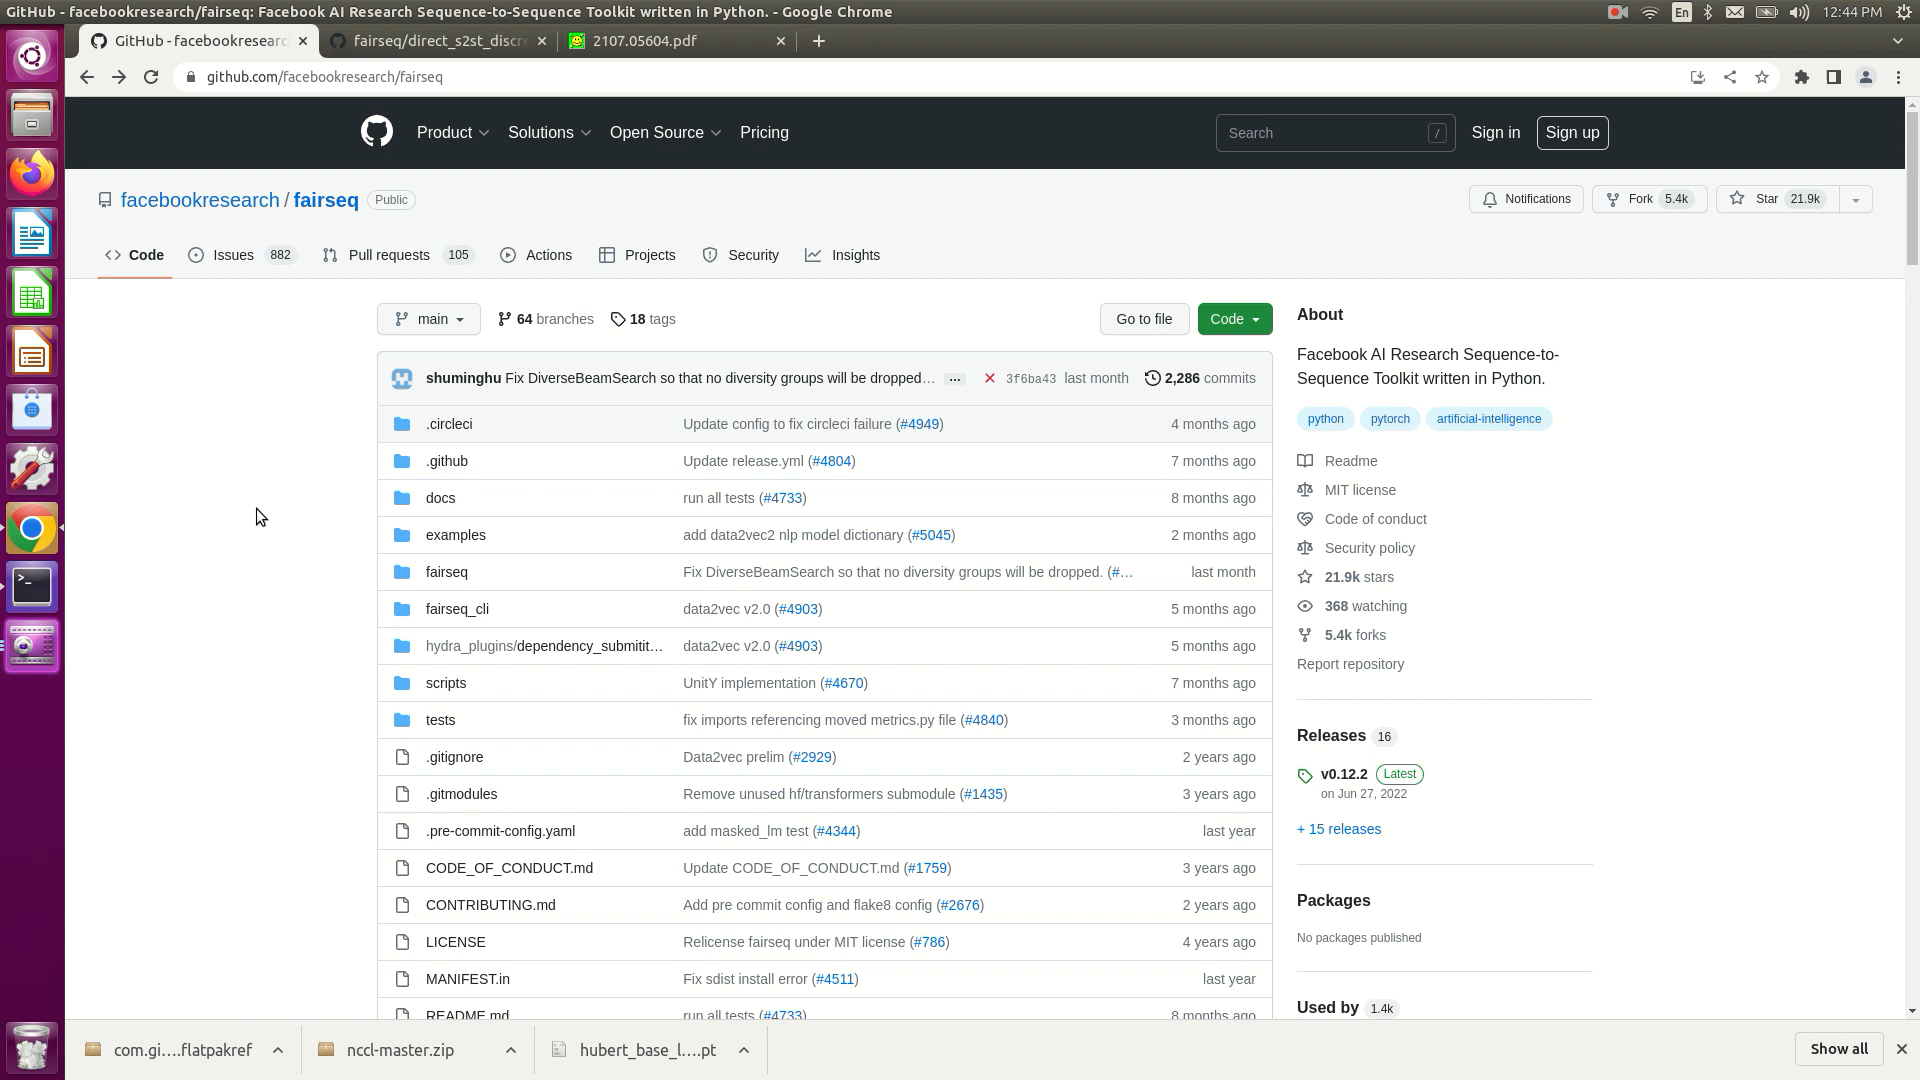 GitHub - facebookresearch/fairseq: Facebook AI Research Sequence-to-Sequence Toolkit written in Python. - Google Chrome
En
12:44 PM
GitHub - facebookresearc
fairseq/direct_s2st_discre
2107.05604.pdf
github.com/facebookresearch/fairseq
Product
Solutions
Open Source
Pricing
Search
/
Sign in
Sign up
facebookresearch / fairseq
Public
Notifications
Fork 5.4k
Star 21.9k
Code
Issues 882
Pull requests 105
Actions
Projects
Security
Insights
main
64 branches
18 tags
Go to file
Code
shuminghu Fix DiverseBeamSearch so that no diversity groups will be dropped…
...
3f6ba43 last month
2,286 commits
.circleci
Update config to fix circleci failure (#4949)
4 months ago
.github
Update release.yml (#4804)
7 months ago
docs
run all tests (#4733)
8 months ago
examples
add data2vec2 nlp model dictionary (#5045)
2 months ago
fairseq
Fix DiverseBeamSearch so that no diversity groups will be dropped. (#…
last month
fairseq_cli
data2vec v2.0 (#4903)
5 months ago
hydra_plugins/dependency_submitit…
data2vec v2.0 (#4903)
5 months ago
scripts
UnitY implementation (#4670)
7 months ago
tests
fix imports referencing moved metrics.py file (#4840)
3 months ago
.gitignore
Data2vec prelim (#2929)
2 years ago
.gitmodules
Remove unused hf/transformers submodule (#1435)
3 years ago
.pre-commit-config.yaml
add masked_lm test (#4344)
last year
CODE_OF_CONDUCT.md
Update CODE_OF_CONDUCT.md (#1759)
3 years ago
CONTRIBUTING.md
Add pre commit config and flake8 config (#2676)
2 years ago
LICENSE
Relicense fairseq under MIT license (#786)
4 years ago
MANIFEST.in
Fix sdist install error (#4511)
last year
README.md
run all tests (#4733)
8 months ago
About
Facebook AI Research Sequence-to-
Sequence Toolkit written in Python.
python
pytorch
artificial-intelligence
Readme
MIT license
Code of conduct
Security policy
21.9k stars
368 watching
5.4k forks
Report repository
Releases 16
v0.12.2 Latest
on Jun 27, 2022
+ 15 releases
Packages
No packages published
Used by 1.4k
com.gi....flatpakref
nccl-master.zip
hubert_base_l....pt
Show all